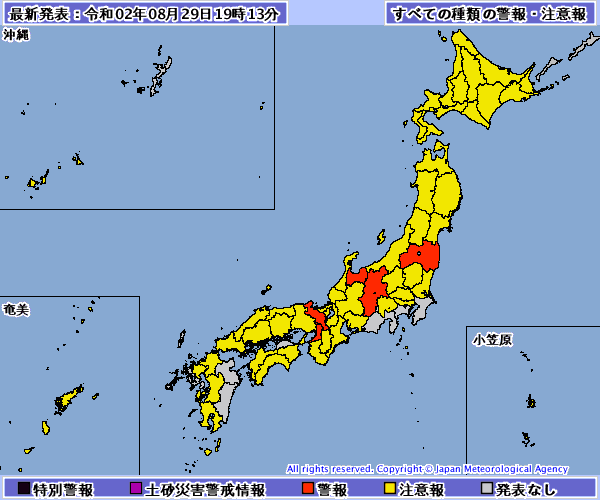 最新発表：令和02年08月29日19時13分
すべての種類の警報・注意報
沖縄
奄美
小笠原
All rights reserved. Copyright © Japan Meteorological Agency
特別警報 土砂災害警戒情報 警報 注意報 発表なし